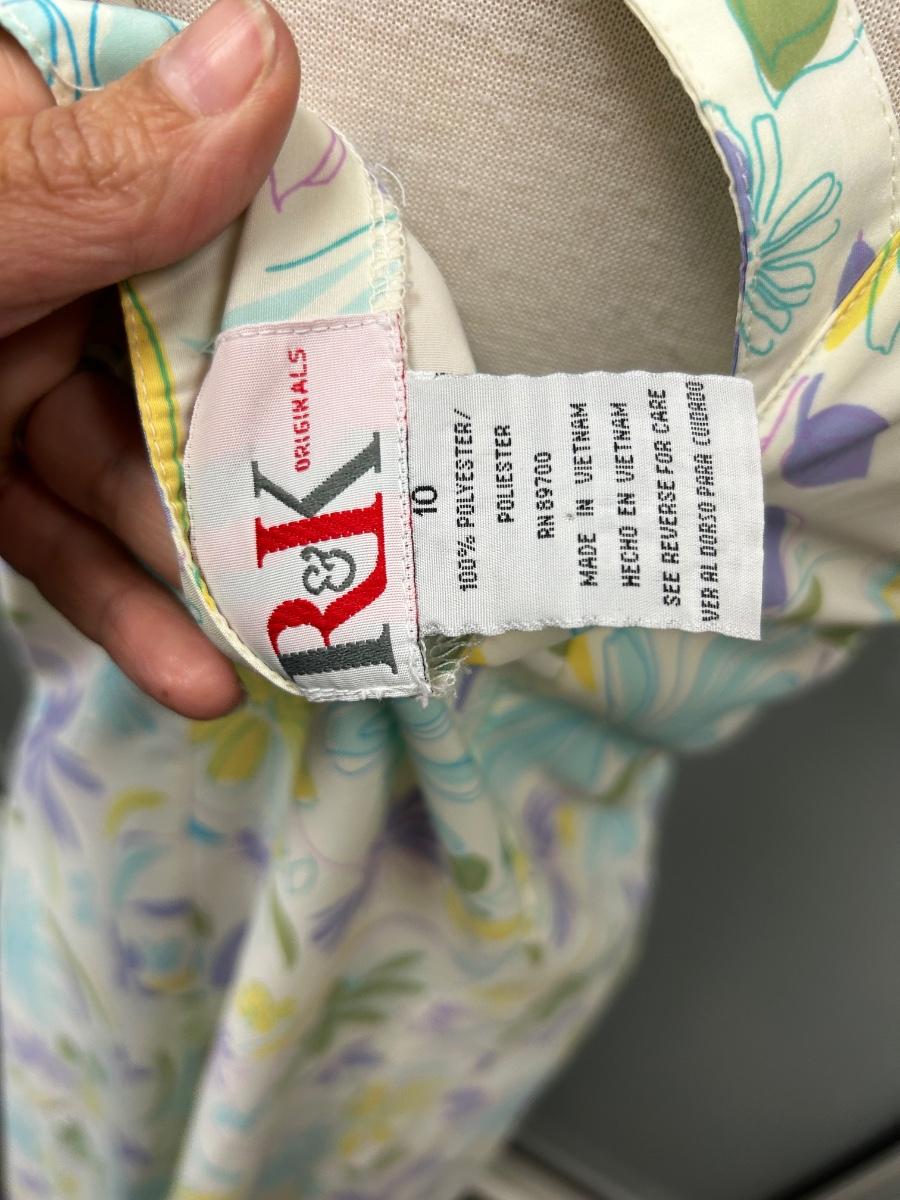 R&K
ORIGINALS
10
100% POLYESTER/
POLIESTER
RN 89700
MADE IN VIETNAM
HECHO EN VIETNAM
SEE REVERSE FOR CARE
VER AL DORSO PARA CUIDADO